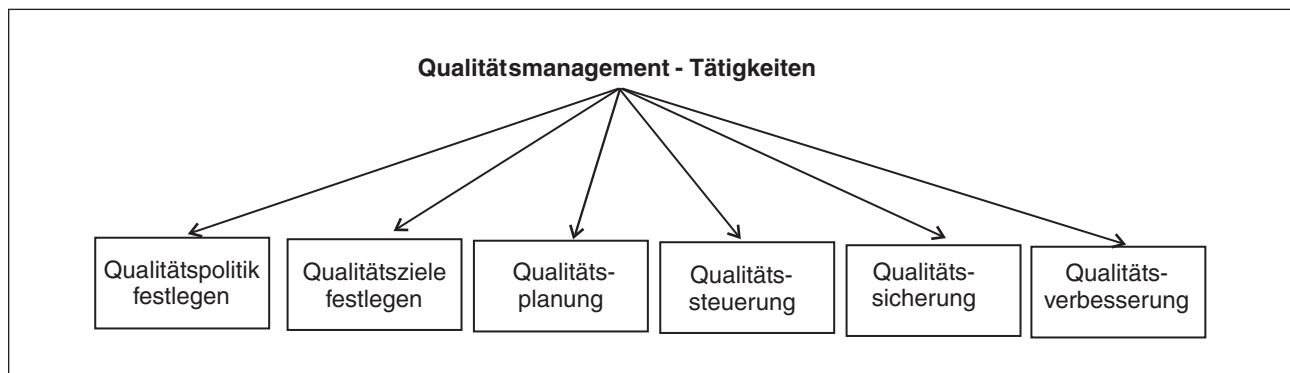 Qualitätsmanagement - Tätigkeiten
Qualitätspolitik
festlegen
Qualitätsziele
festlegen
Qualitäts-
planung
Qualitäts-
steuerung
Qualitäts-
sicherung
Qualitäts-
verbesserung